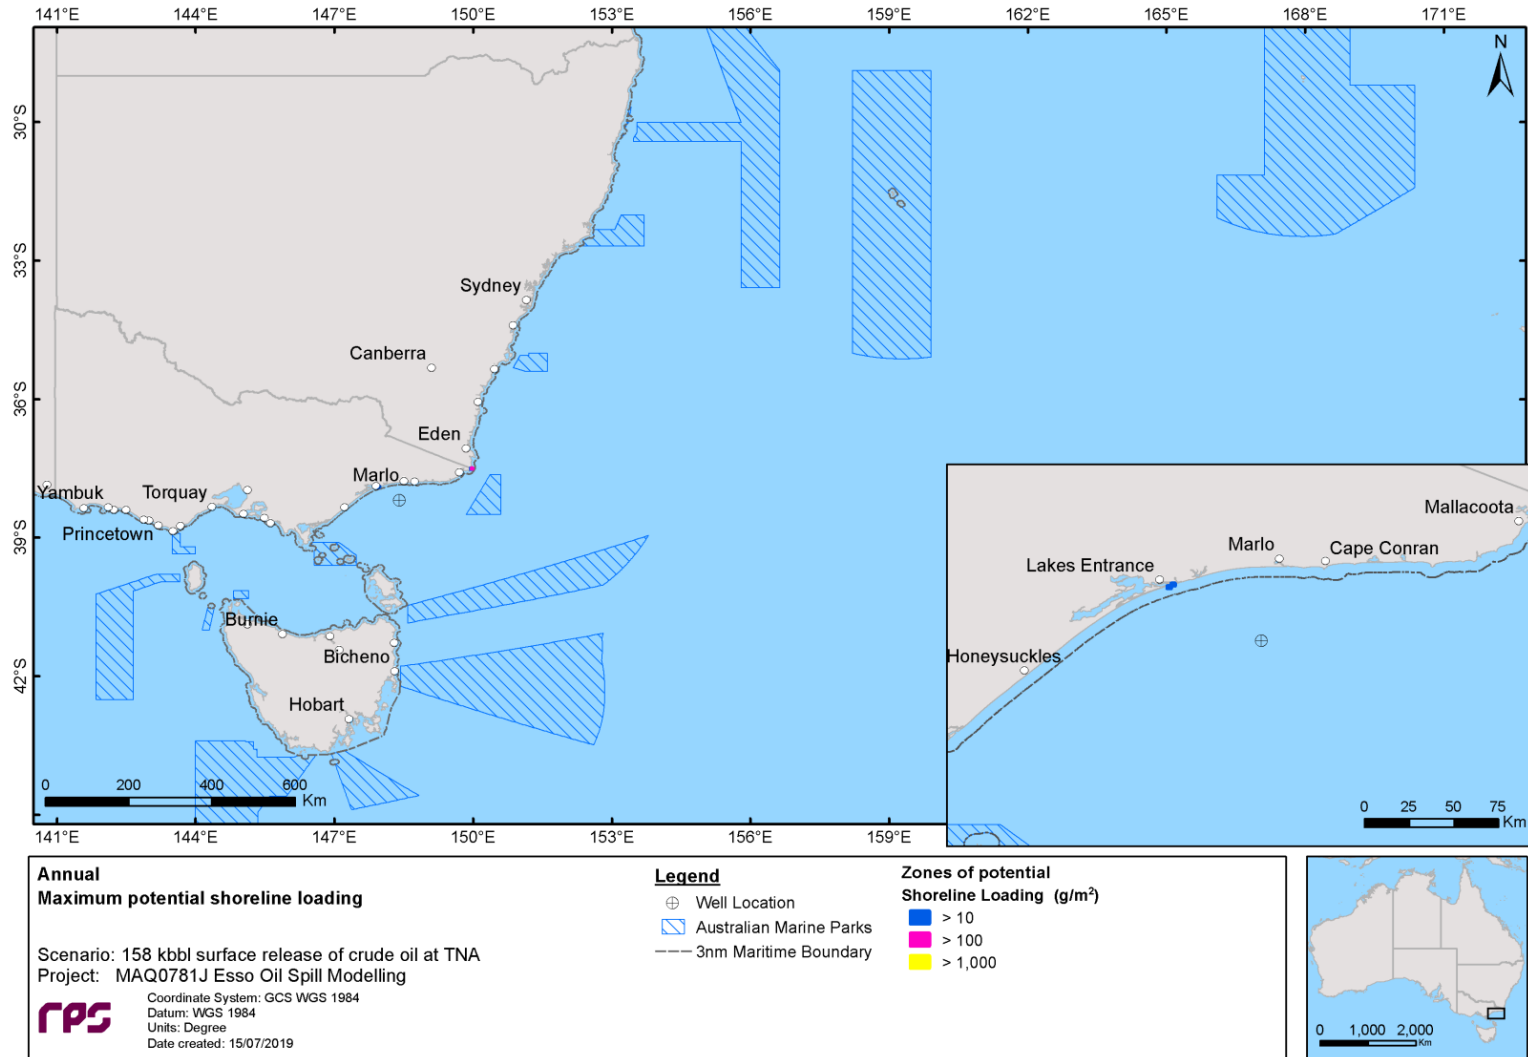 141°E 144°E 147°E 150°E 153°E 156°E 159°E 162°E 165°E 168°E 171°E
N
30°S
33°S
36°S
39°S
42°S
Sydney
Canberra
Eden
Marlo
Yambuk
Torquay
Princetown
Burnie
Bicheno
Hobart
0 200 400 600
Km
Mallacoota
Marlo
Cape Conran
Lakes Entrance
Honeysuckles
0 25 50 75
Km
141°E 144°E 147°E 150°E 153°E 156°E 159°E
Annual
Maximum potential shoreline loading
Scenario: 158 kbbl surface release of crude oil at TNA
Project: MAQ0781J Esso Oil Spill Modelling
rps
Coordinate System: GCS WGS 1984
Datum: WGS 1984
Units: Degree
Date created: 15/07/2019
Legend
Well Location
Australian Marine Parks
3nm Maritime Boundary
Zones of potential
Shoreline Loading (g/m²)
> 10
> 100
> 1,000
0 1,000 2,000
Km